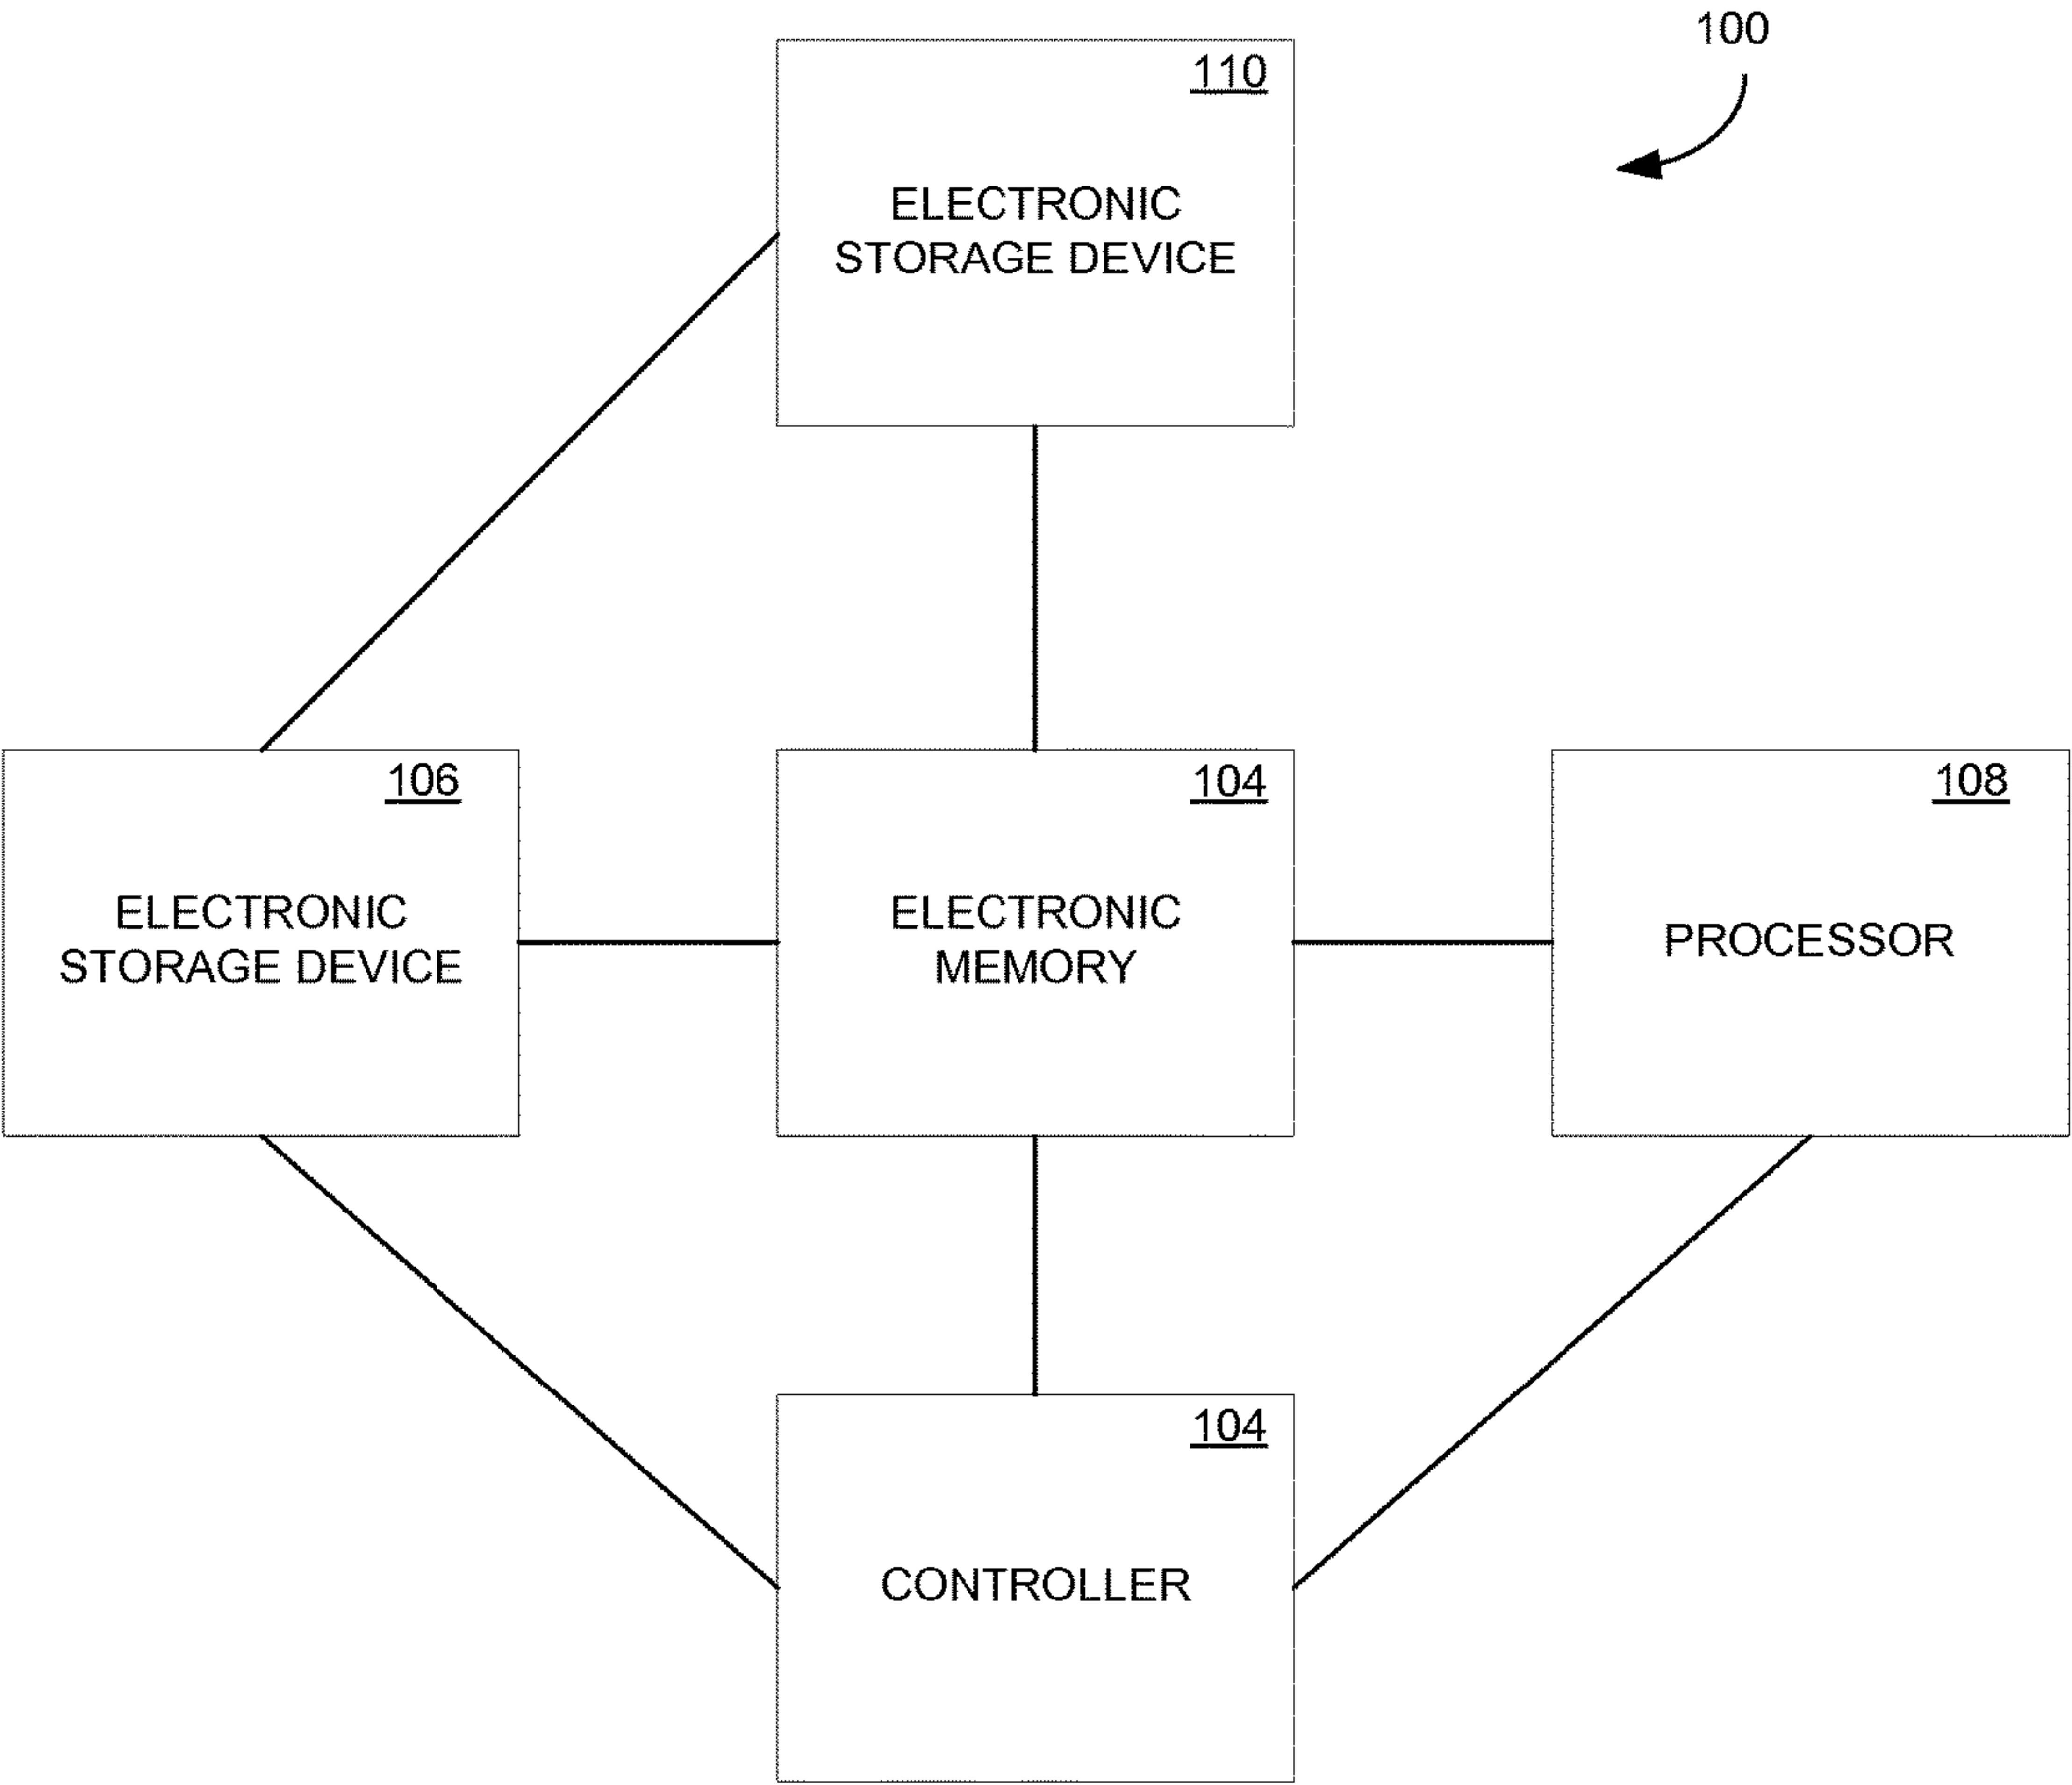 100
110
ELECTRONIC
STORAGE DEVICE
106
ELECTRONIC
STORAGE DEVICE
104
ELECTRONIC
MEMORY
108
PROCESSOR
104
CONTROLLER